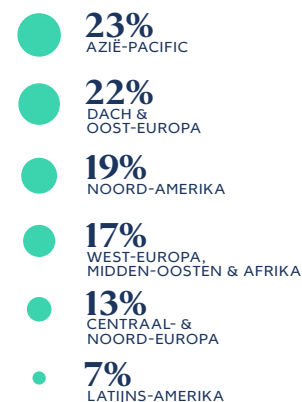 23%
AZIË-PACIFIC
22%
DACH &
OOST-EUROPA
19%
NOORD-AMERIKA
17%
WEST-EUROPA,
MIDDEN-OOSTEN & AFRIKA
13%
CENTRAAL- &
NOORD-EUROPA
7%
LATIJNS-AMERIKA